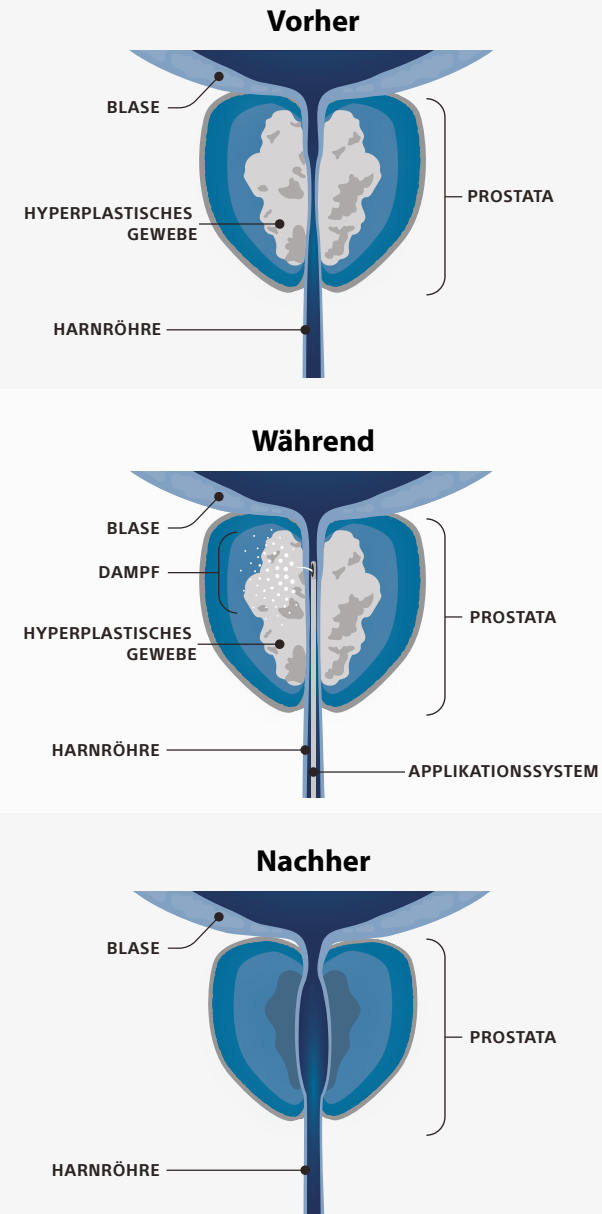 Vorher
BLASE
PROSTATA
HYPERPLASTISCHES
GEWEBE
HARNRÖHRE
Während
BLASE
DAMPF
PROSTATA
HYPERPLASTISCHES
GEWEBE
HARNRÖHRE
APPLIKATIONSSYSTEM
Nachher
BLASE
PROSTATA
HARNRÖHRE